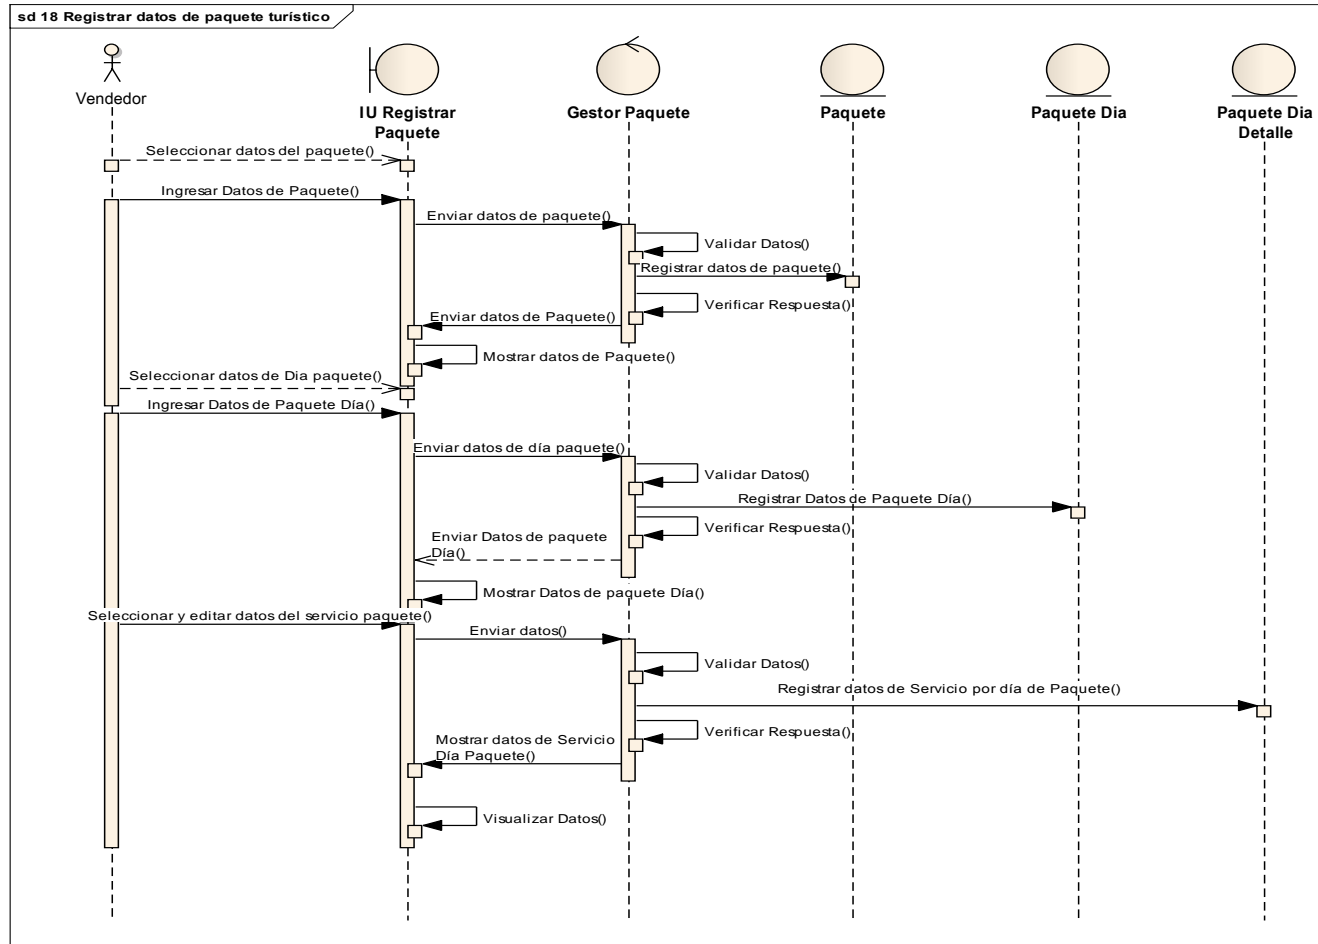 sd 18 Registrar datos de paquete turístico
Vendedor
IU Registrar
Paquete
Gestor Paquete
Paquete
Paquete Dia
Paquete Dia
Detalle
Seleccionar datos del paquete()
Ingresar Datos de Paquete()
Enviar datos de paquete()
Validar Datos()
Registrar datos de paquete()
Verificar Respuesta()
Enviar datos de Paquete()
Mostrar datos de Paquete()
Seleccionar datos de Dia paquete()
Ingresar Datos de Paquete Día()
Enviar datos de día paquete()
Validar Datos()
Registrar Datos de Paquete Día()
Verificar Respuesta()
Enviar Datos de paquete
Día()
Mostrar Datos de paquete Día()
Seleccionar y editar datos del servicio paquete()
Enviar datos()
Validar Datos()
Registrar datos de Servicio por día de Paquete()
Verificar Respuesta()
Mostrar datos de Servicio
Día Paquete()
Visualizar Datos()